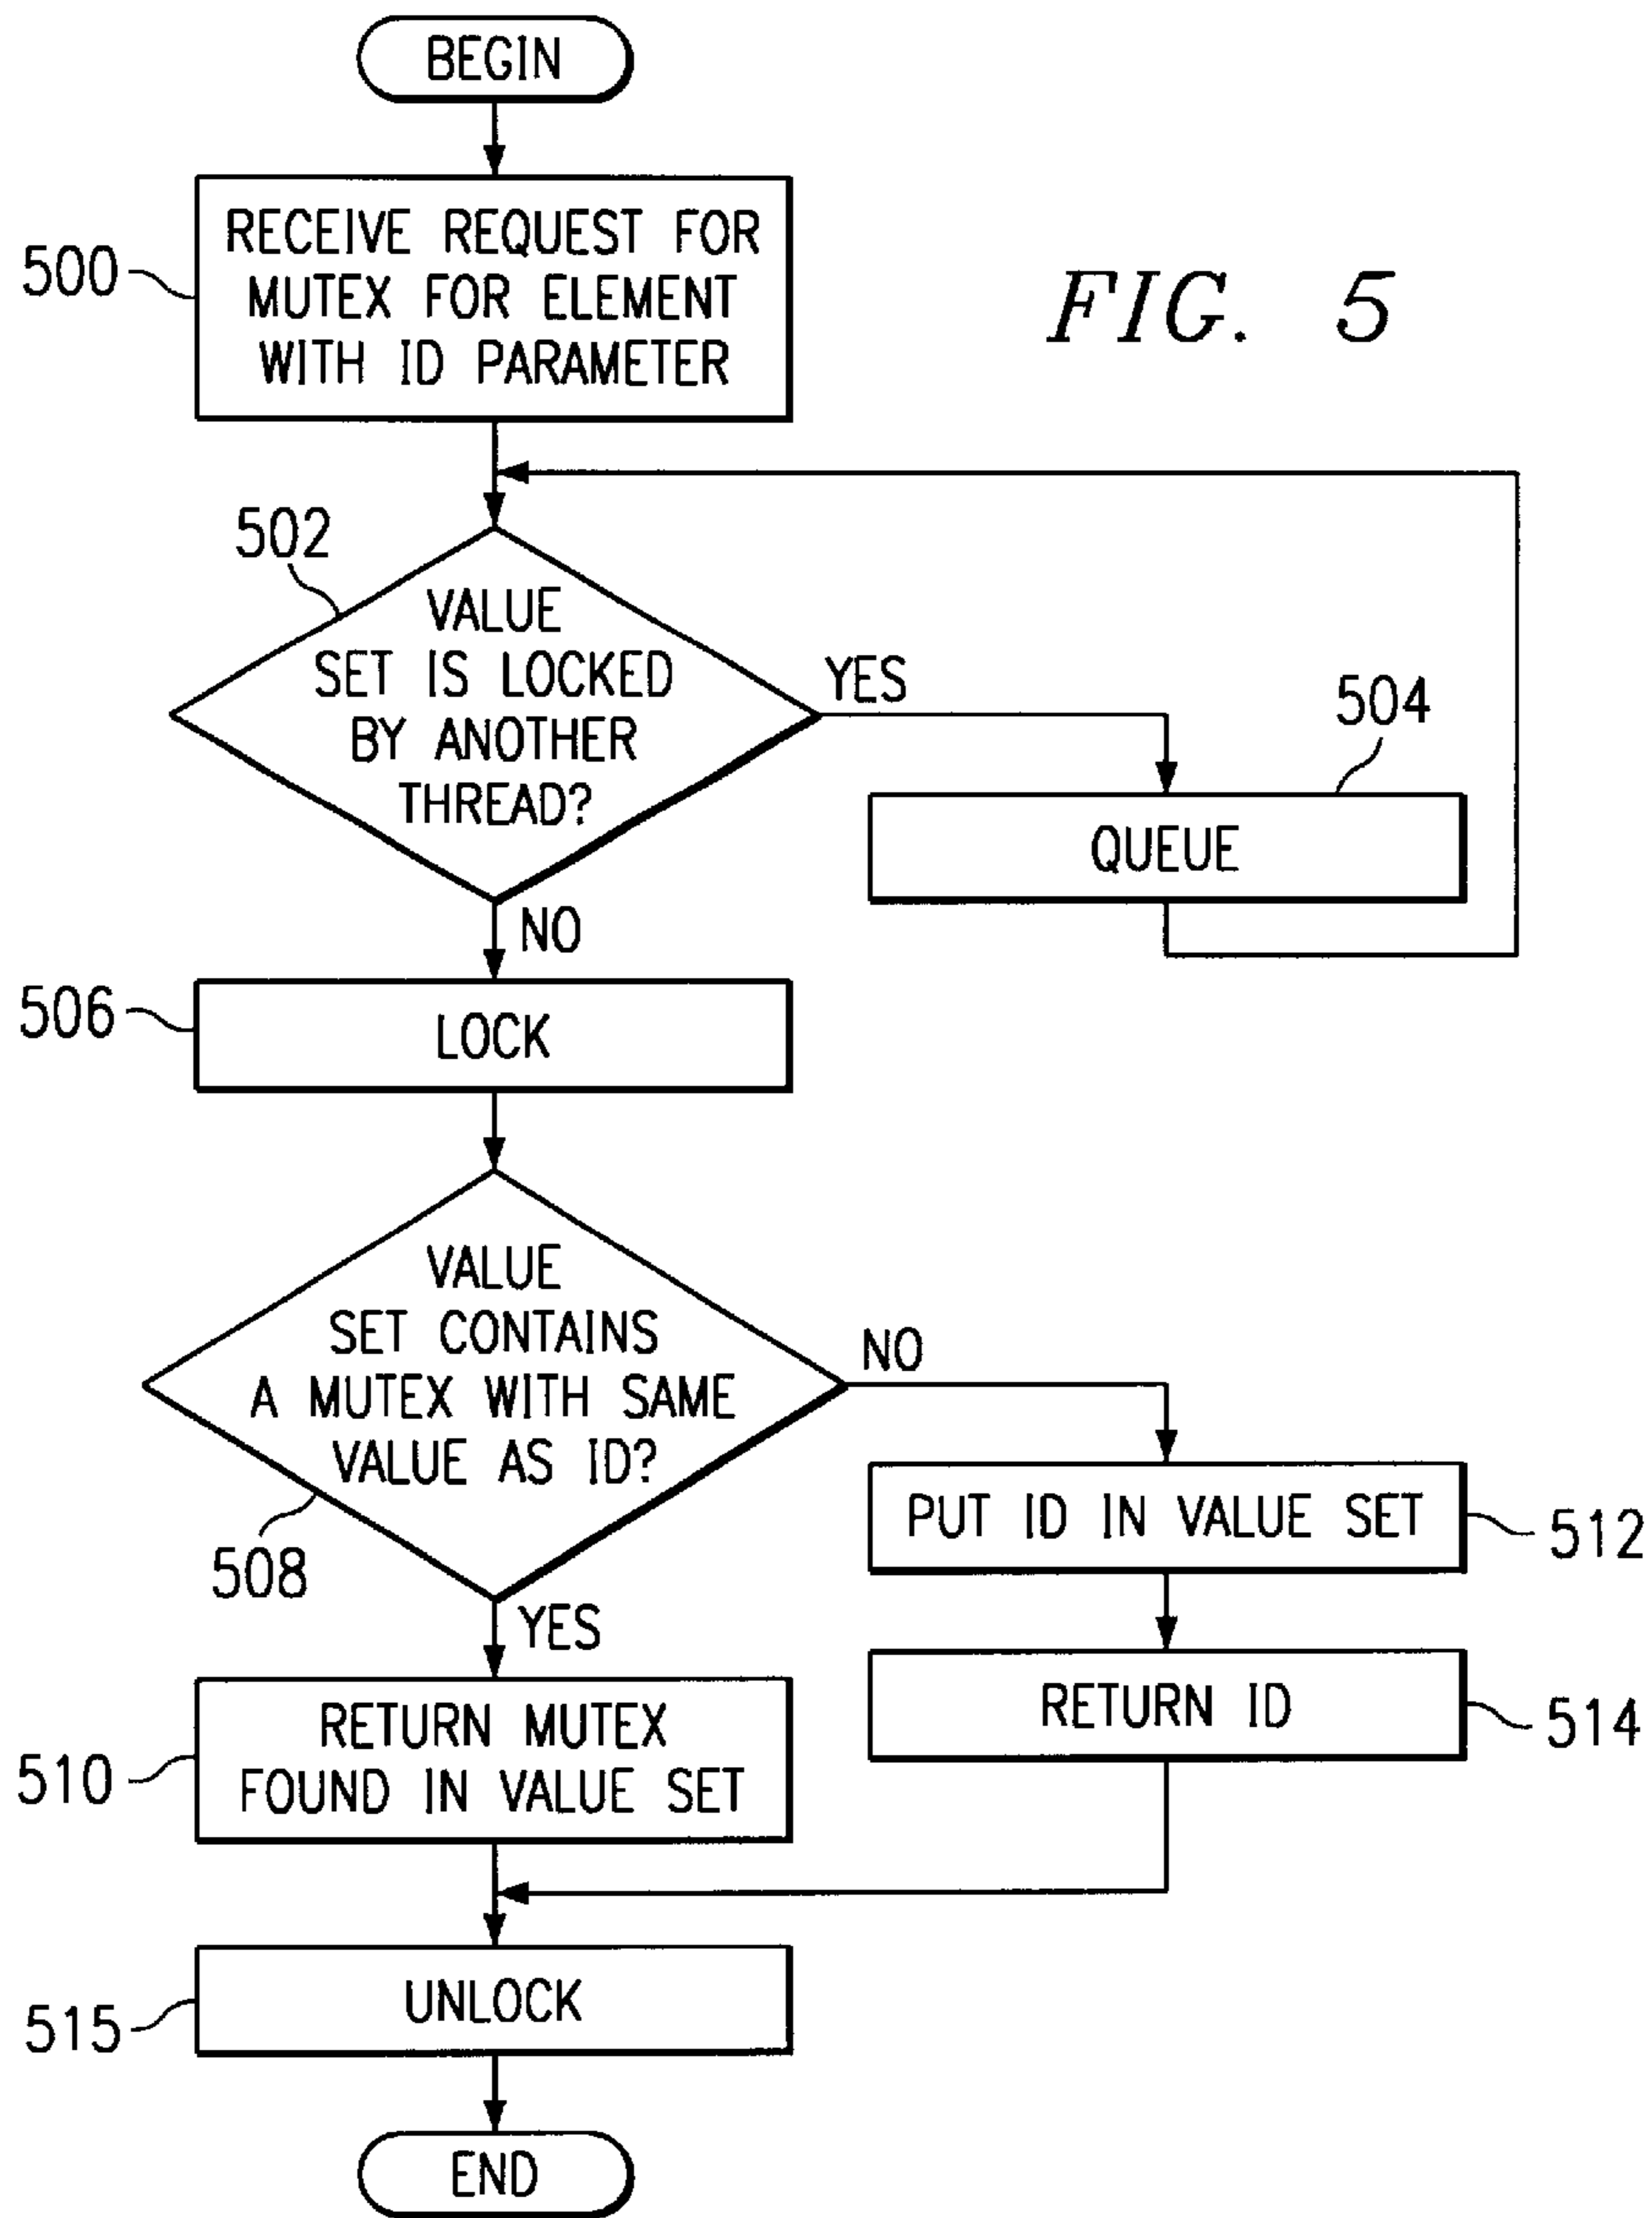 BEGIN
500
RECEIVE REQUEST FOR
MUTEX FOR ELEMENT
WITH ID PARAMETER
FIG. 5
502
VALUE
SET IS LOCKED
BY ANOTHER
THREAD?
YES
504
QUEUE
NO
506
LOCK
VALUE
SET CONTAINS
A MUTEX WITH SAME
VALUE AS ID?
NO
508
PUT ID IN VALUE SET
512
YES
RETURN MUTEX
FOUND IN VALUE SET
510
RETURN ID
514
UNLOCK
515
END